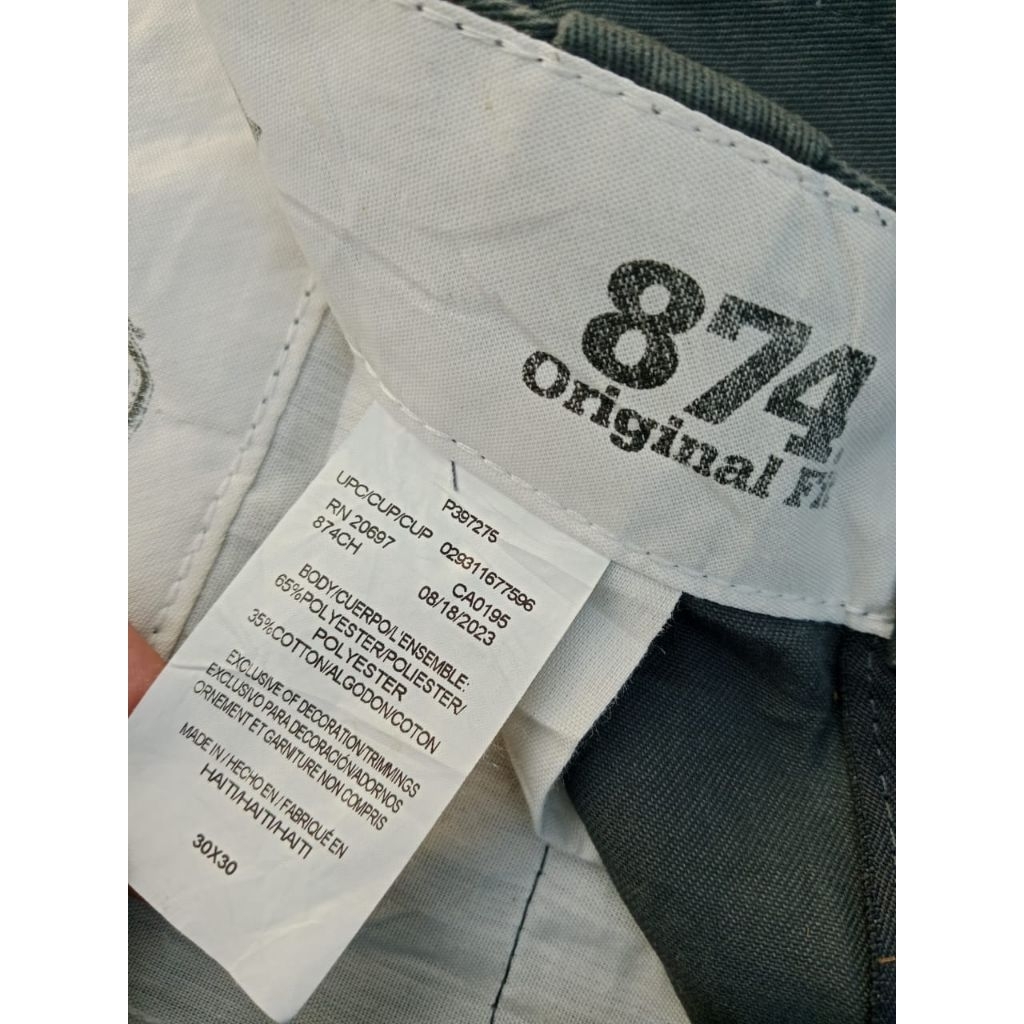 874
Original Fi
P397275
UPC/CUP/CUP 029311677596
RN 20697 CA0195
874CH 08/18/2023
BODY/CUERPO/L'ENSEMBLE:
65%POLYESTER/POLIESTER/
POLYESTER
35%COTTON/ALGODON/COTON
EXCLUSIVE OF DECORATION/TRIMMINGS
EXCLUSIVO PARA DECORACIÓN/ADORNOS
ORNEMENT ET GARNITURE NON COMPRIS
MADE IN / HECHO EN / FABRIQUÉ EN
HAITI/HAITI/HAITI
30X30